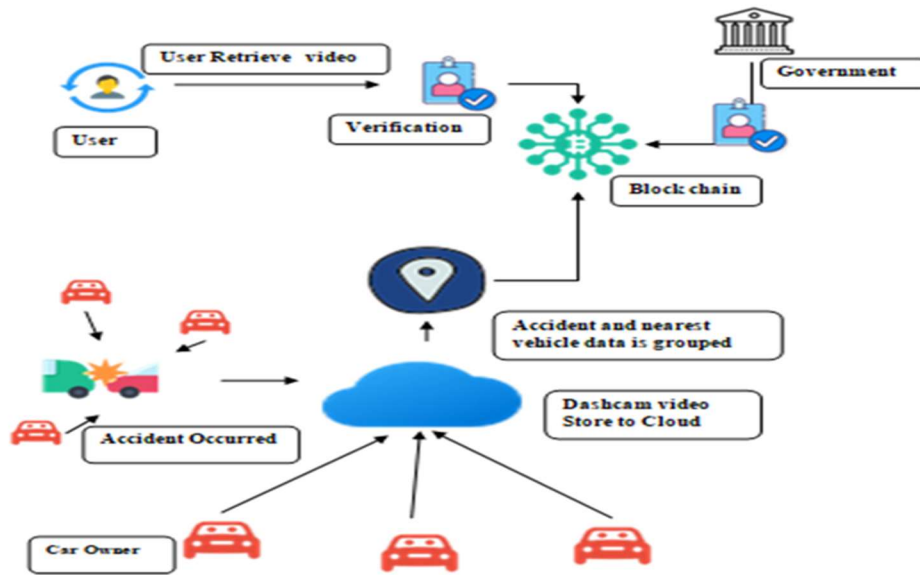 User Retrieve video
Government
User
Verification
Block chain
Accident and nearest
vehicle data is grouped
Dashcam video
Store to Cloud
Accident Occurred
Car Owner